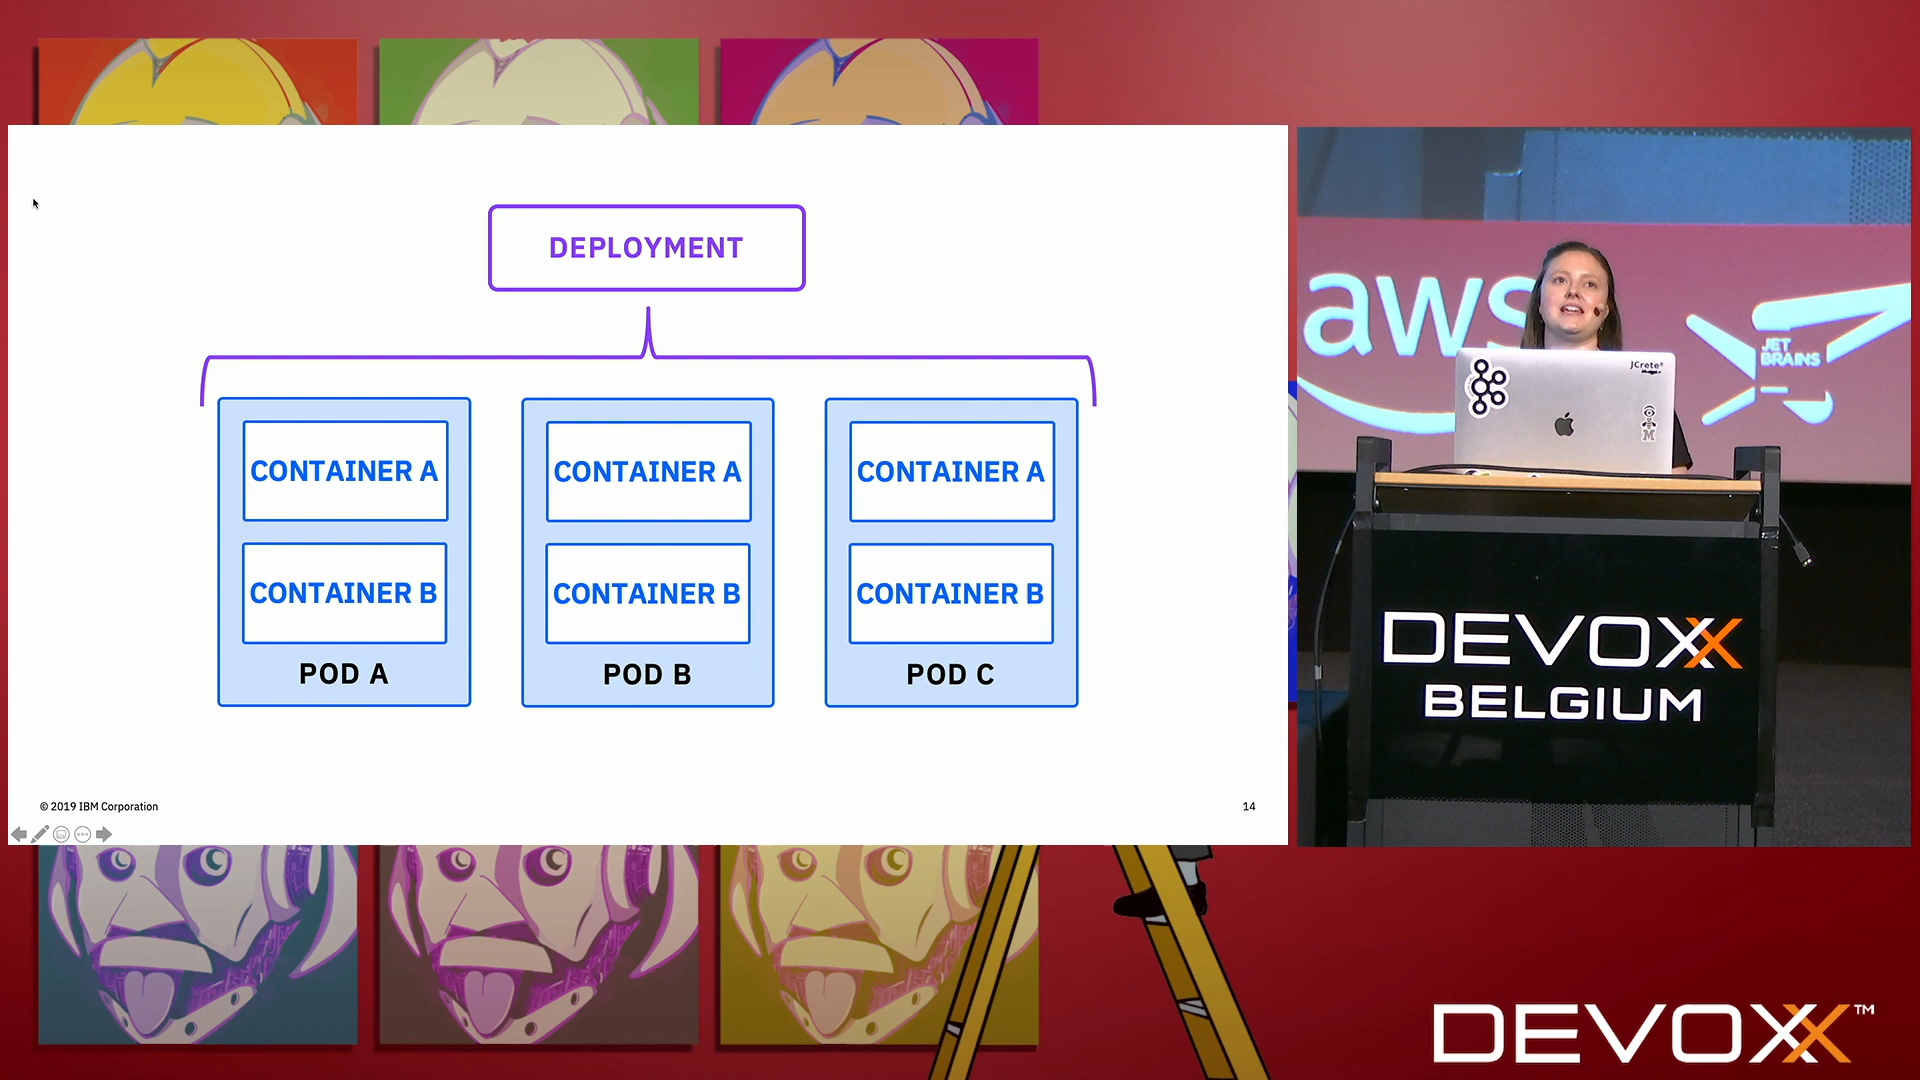 DEPLOYMENT
CONTAINER A
CONTAINER A
CONTAINER A
CONTAINER B
CONTAINER B
CONTAINER B
POD A
POD B
POD C
© 2019 IBM Corporation
14
aws
JET
BRAINS
JCrete
M
DEVOXX
BELGIUM
DEVOXX™